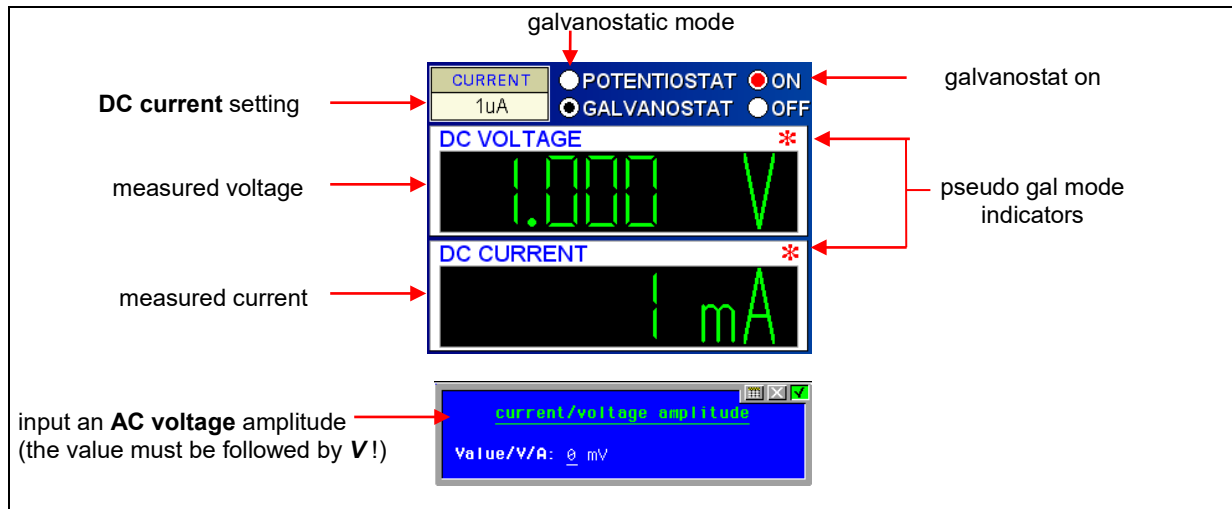 galvanostatic mode
CURRENT
1uA
POTENTIOSTAT ON
GALVANOSTAT OFF
galvanostat on
DC current setting
DC VOLTAGE *
1.000 V
measured voltage
pseudo gal mode
indicators
DC CURRENT *
1 mA
measured current
input an AC voltage amplitude
(the value must be followed by V !)
current/voltage amplitude
Value/V/A: 0 mV